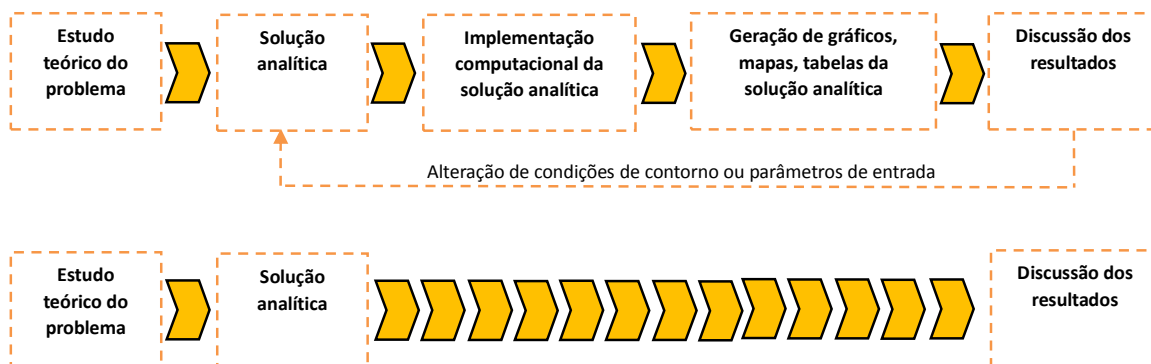 Estudo
teórico do
problema
Solução
analítica
Implementação
computacional da
solução analítica
Geração de gráficos,
mapas, tabelas da
solução analítica
Discussão dos
resultados
Alteração de condições de contorno ou parâmetros de entrada
Estudo
teórico do
problema
Solução
analítica
Discussão dos
resultados